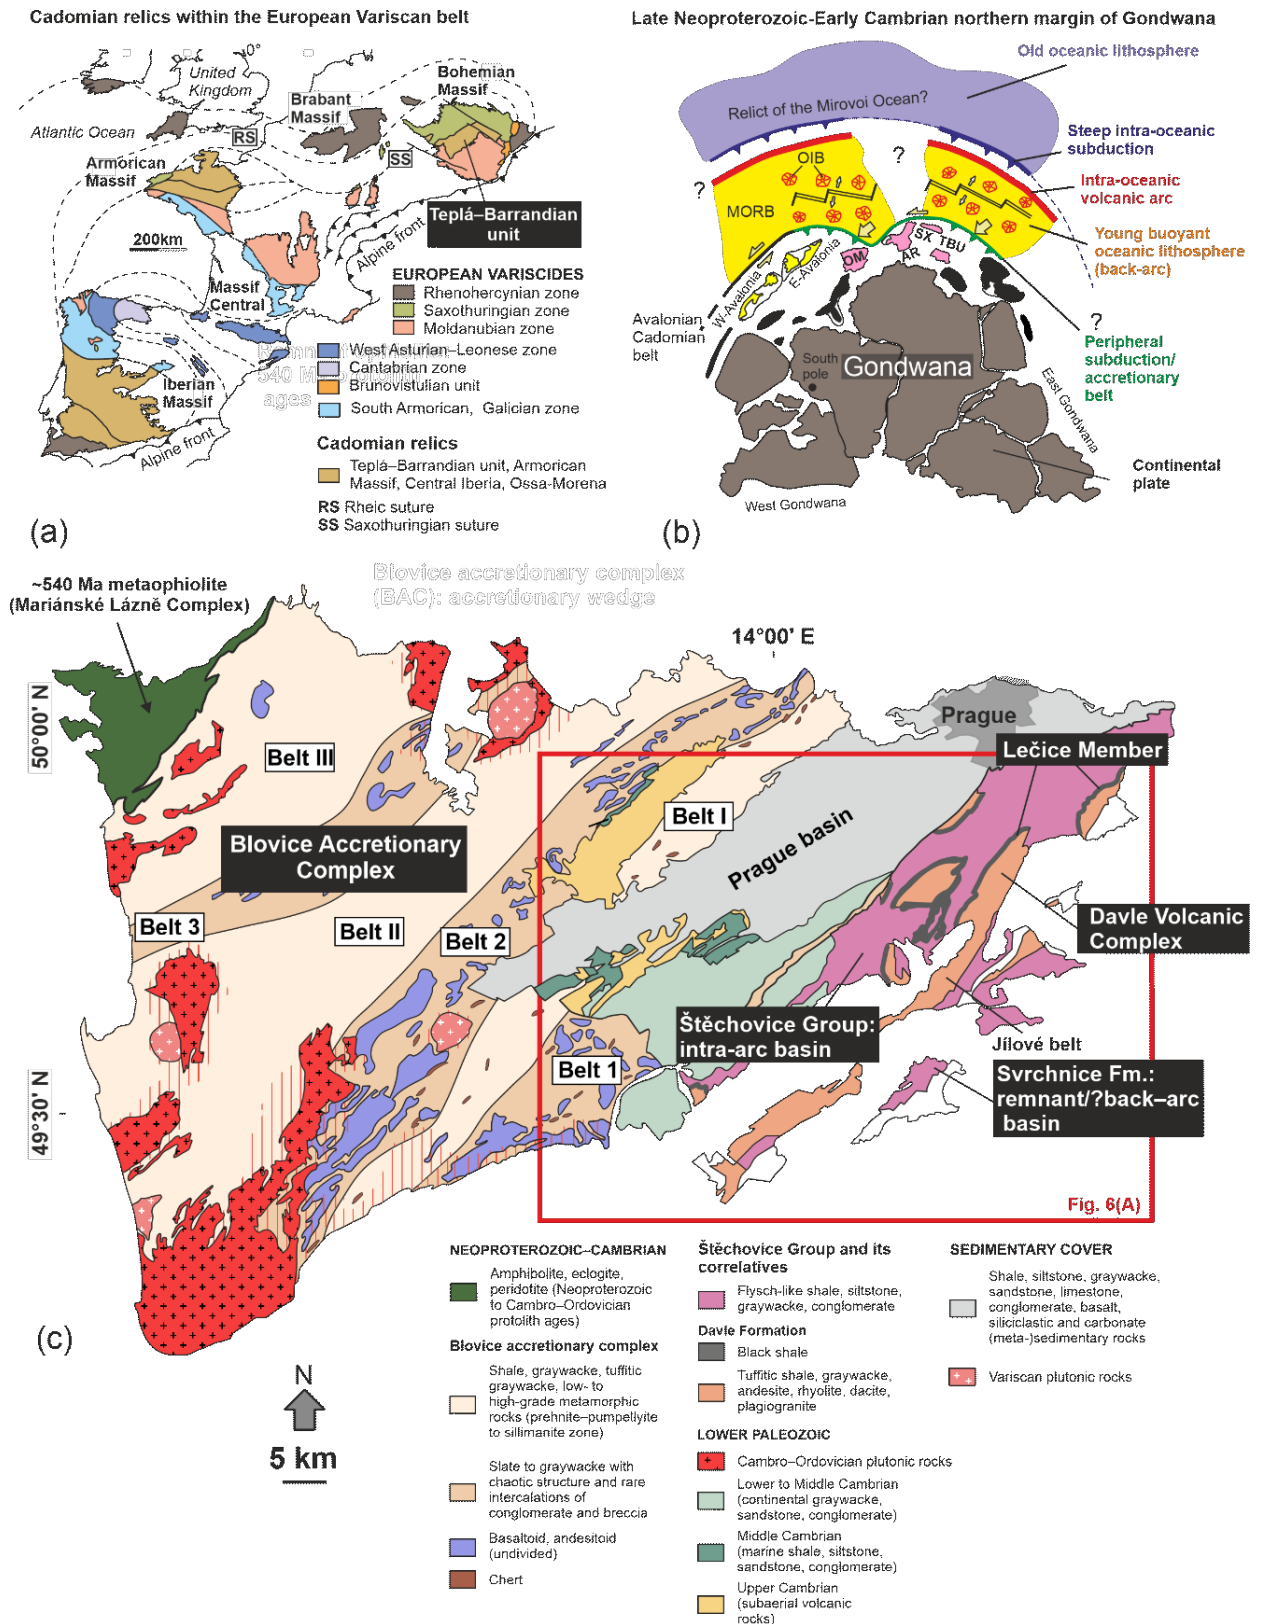 Cadomian relics within the European Variscan belt
0°
United
Kingdom
Bohemian
Massif
Brabant
Massif
Atlantic Ocean
RS
SS
Armorican
Massif
Teplá–Barrandian
unit
200km
Alpine front
Massif
Central
EUROPEAN VARISCIDES
Rhenohercynian zone
Saxothuringian zone
Moldanubian zone
West Asturian–Leonese zone
Cantabrian zone
Brunovistulian unit
South Armorican, Galician zone
540 Ma
ages
Iberian
Massif
Alpine front
Cadomian relics
Teplá–Barrandian unit, Armorican
Massif, Central Iberia, Ossa-Morena
RS Rheic suture
SS Saxothuringian suture
(a)
Late Neoproterozoic-Early Cambrian northern margin of Gondwana
Old oceanic lithosphere
Relict of the Mirovoi Ocean?
Steep intra-oceanic
subduction
OIB
?
?
Intra-oceanic
volcanic arc
MORB
Young buoyant
oceanic lithosphere
(back-arc)
SX
TBU
AR
OM
E-Avalonia
W-Avalonia
Avalonian
Cadomian
belt
?
Peripheral
subduction/
accretionary
belt
South
pole
Gondwana
East Gondwana
Continental
plate
West Gondwana
(b)
~540 Ma metaophiolite
(Mariánské Lázně Complex)
Blovice accretionary complex
(BAC): accretionary wedge
14°00' E
50°00' N
Prague
Lečice Member
Belt III
Belt I
Blovice Accretionary
Complex
Prague basin
Belt 3
Belt II
Belt 2
Davle Volcanic
Complex
Štěchovice Group:
intra-arc basin
Jílové belt
Belt 1
Svrchnice Fm.:
remnant/?back–arc
basin
49°30' N
Fig. 6(A)
(c)
N
5 km
NEOPROTEROZOIC–CAMBRIAN
Amphibolite, eclogite,
peridotite (Neoproterozoic
to Cambro–Ordovician
protolith ages)
Blovice accretionary complex
Shale, graywacke, tuffitic
graywacke, low- to
high-grade metamorphic
rocks (prehnite–pumpellyite
to sillimanite zone)
Slate to graywacke with
chaotic structure and rare
intercalations of
conglomerate and breccia
Basaltoid, andesitoid
(undivided)
Chert
Štěchovice Group and its
correlatives
Flysch-like shale, siltstone,
graywacke, conglomerate
Davle Formation
Black shale
Tuffitic shale, graywacke,
andesite, rhyolite, dacite,
plagiogranite
LOWER PALEOZOIC
Cambro–Ordovician plutonic rocks
Lower to Middle Cambrian
(continental graywacke,
sandstone, conglomerate)
Middle Cambrian
(marine shale, siltstone,
sandstone, conglomerate)
Upper Cambrian
(subaerial volcanic
rocks)
SEDIMENTARY COVER
Shale, siltstone, graywacke,
sandstone, limestone,
conglomerate, basalt,
siliciclastic and carbonate
(meta-)sedimentary rocks
Variscan plutonic rocks